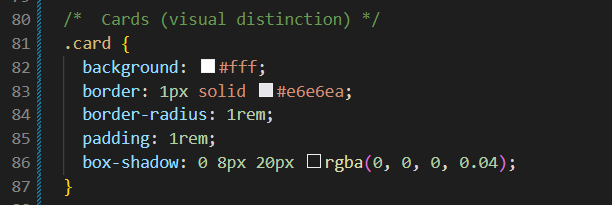 80 /*  Cards (visual distinction) */
81 .card {
82   background: #fff;
83   border: 1px solid #e6e6ea;
84   border-radius: 1rem;
85   padding: 1rem;
86   box-shadow: 0 8px 20px rgba(0, 0, 0, 0.04);
87 }